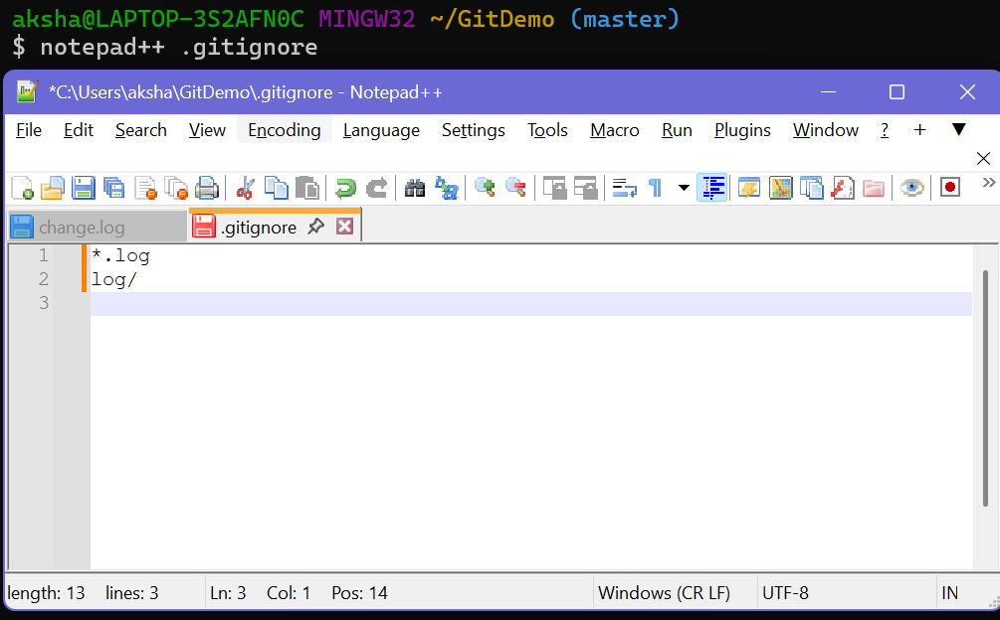 aksha@LAPTOP-3S2AFN0C MINGW32 ~/GitDemo (master)
$ notepad++ .gitignore
*C:\Users\aksha\GitDemo\.gitignore - Notepad++
File Edit Search View Encoding Language Settings Tools Macro Run Plugins Window ? + ▼
change.log .gitignore
1 *.log
2 log/
3
length: 13 lines: 3 Ln: 3 Col: 1 Pos: 14 Windows (CR LF) UTF-8 IN